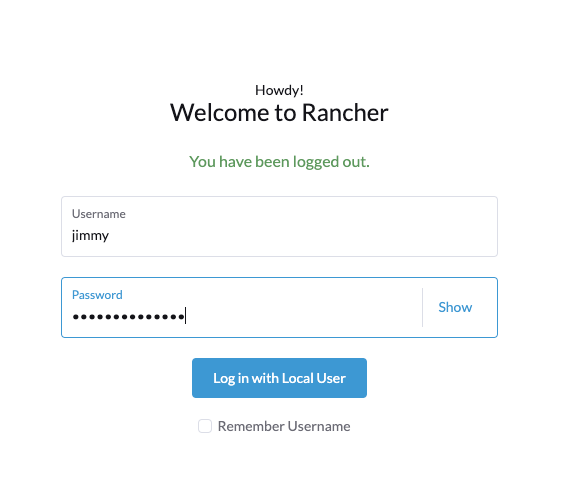 Howdy!
Welcome to Rancher
You have been logged out.
Username
jimmy
Password
••••••••••••••
Show
Log in with Local User
Remember Username